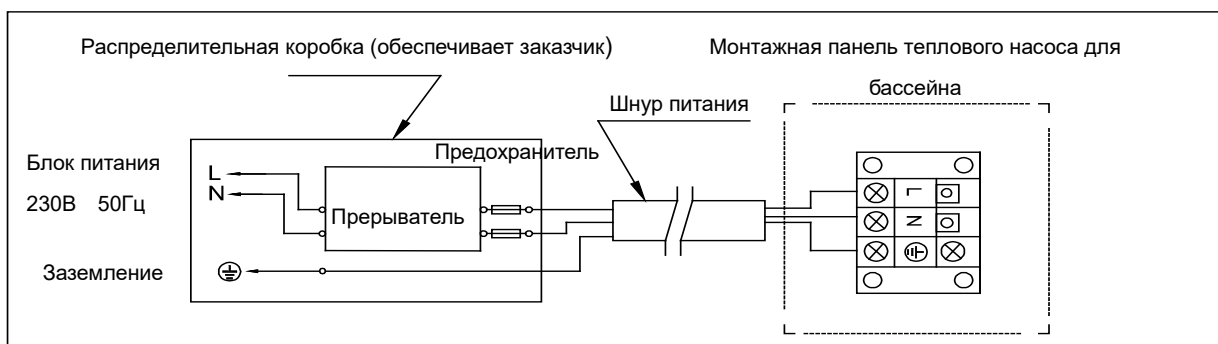 Распределительная коробка (обеспечивает заказчик)
Монтажная панель теплового насоса для
бассейна
Шнур питания
Блок питания
230В 50Гц
Предохранитель
L
N
Прерыватель
Заземление
L
N